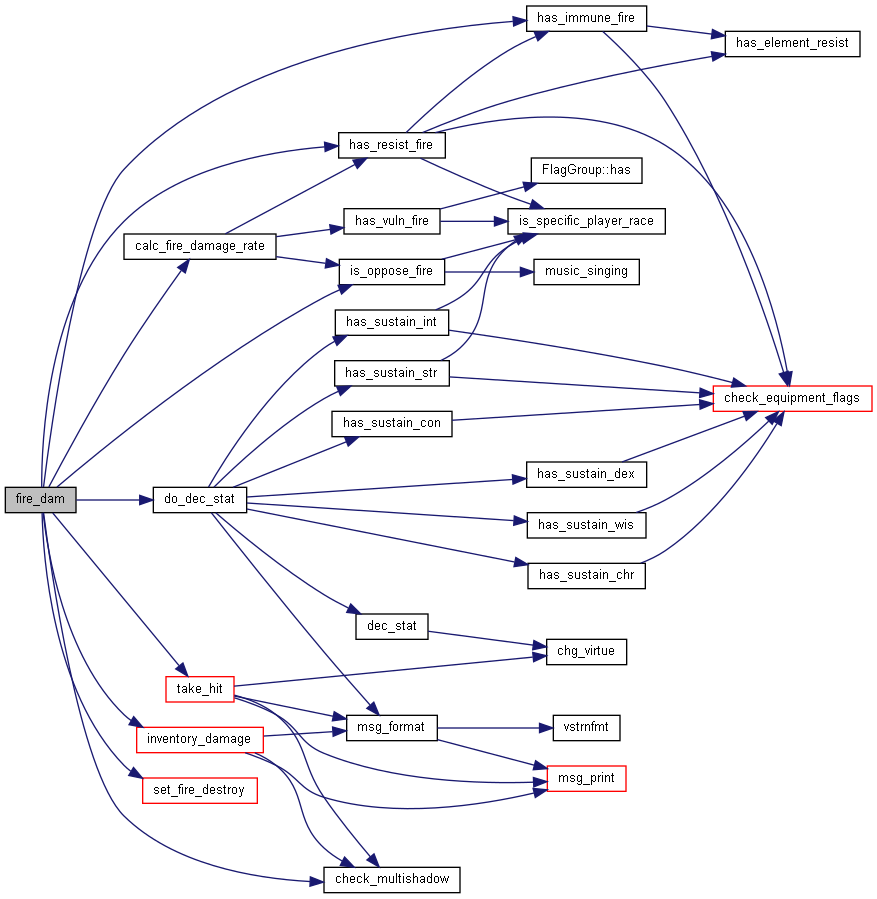 has_immune_fire
has_element_resist
has_resist_fire
FlagGroup::has
has_vuln_fire
is_specific_player_race
calc_fire_damage_rate
is_oppose_fire
music_singing
has_sustain_int
has_sustain_str
check_equipment_flags
has_sustain_con
has_sustain_dex
fire_dam
do_dec_stat
has_sustain_wis
has_sustain_chr
dec_stat
chg_virtue
take_hit
msg_format
vstrnfmt
inventory_damage
msg_print
set_fire_destroy
check_multishadow